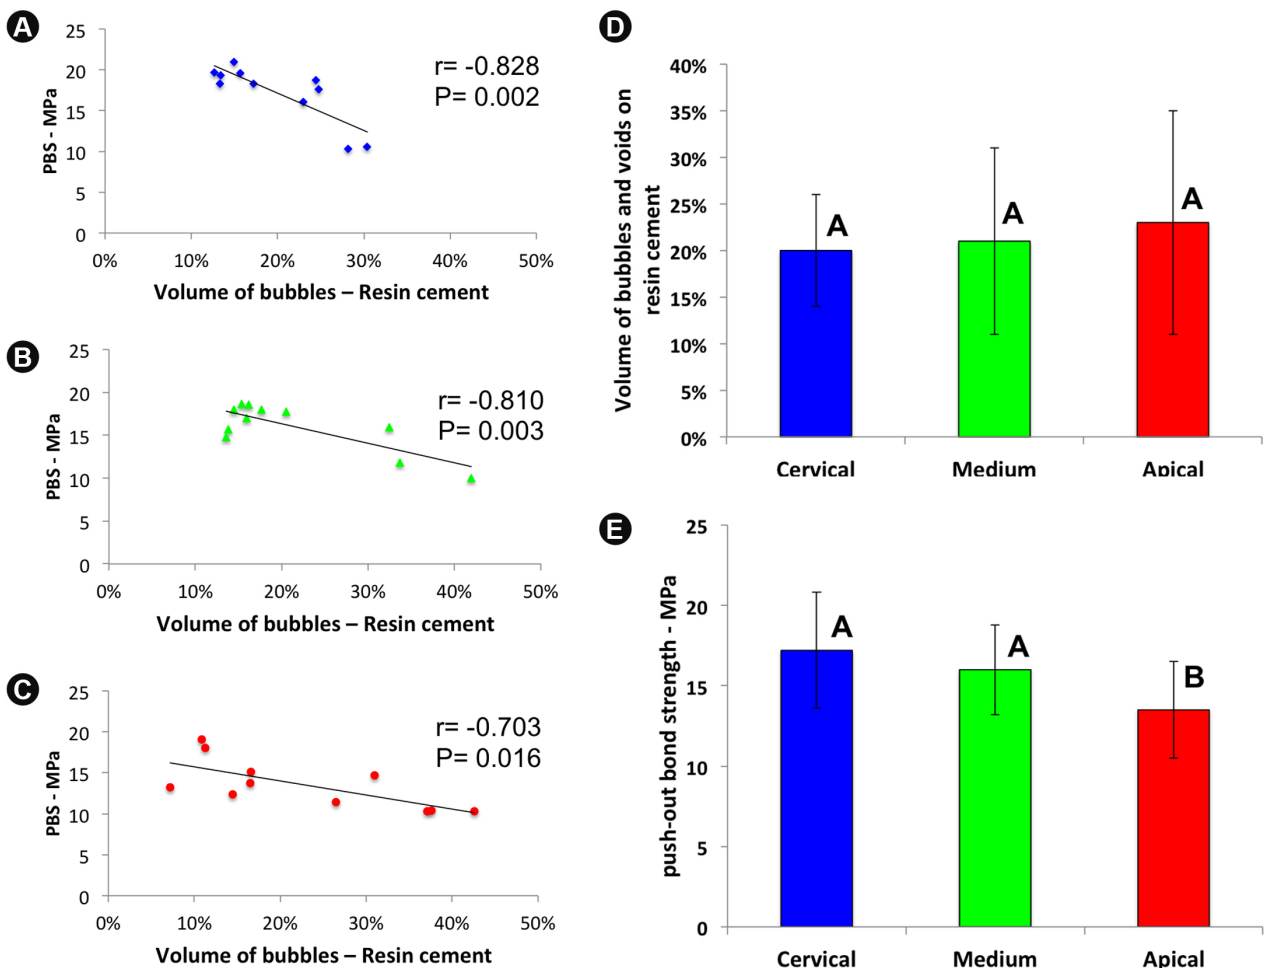 A
25
20
15
10
5
0
PBS - MPa
r= -0.828
P= 0.002
0% 10% 20% 30% 40% 50%
Volume of bubbles – Resin cement
B
25
20
15
10
5
0
PBS - MPa
r= -0.810
P= 0.003
0% 10% 20% 30% 40% 50%
Volume of bubbles – Resin cement
C
25
20
15
10
5
0
PBS - MPa
r= -0.703
P= 0.016
0% 10% 20% 30% 40% 50%
Volume of bubbles – Resin cement
D
Volume of bubbles and voids on
resin cement
40%
35%
30%
25%
20%
15%
10%
5%
0%
A A A
Cervical Medium Apical
E
push-out bond strength - MPa
25
20
15
10
5
0
A A B
Cervical Medium Apical